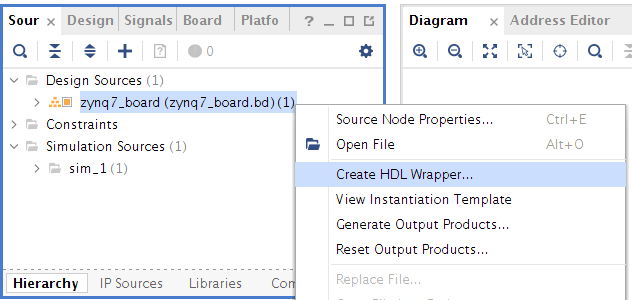 Sour × Design Signals Board Platfo ? _
Diagram × Address Editor
0
Design Sources (1)
zynq7_board (zynq7_board.bd) (1)
Constraints
Simulation Sources (1)
sim_1 (1)
Source Node Properties... Ctrl+E
Open File Alt+O
Create HDL Wrapper...
View Instantiation Template
Generate Output Products...
Reset Output Products...
Replace File...
Hierarchy IP Sources Libraries Com